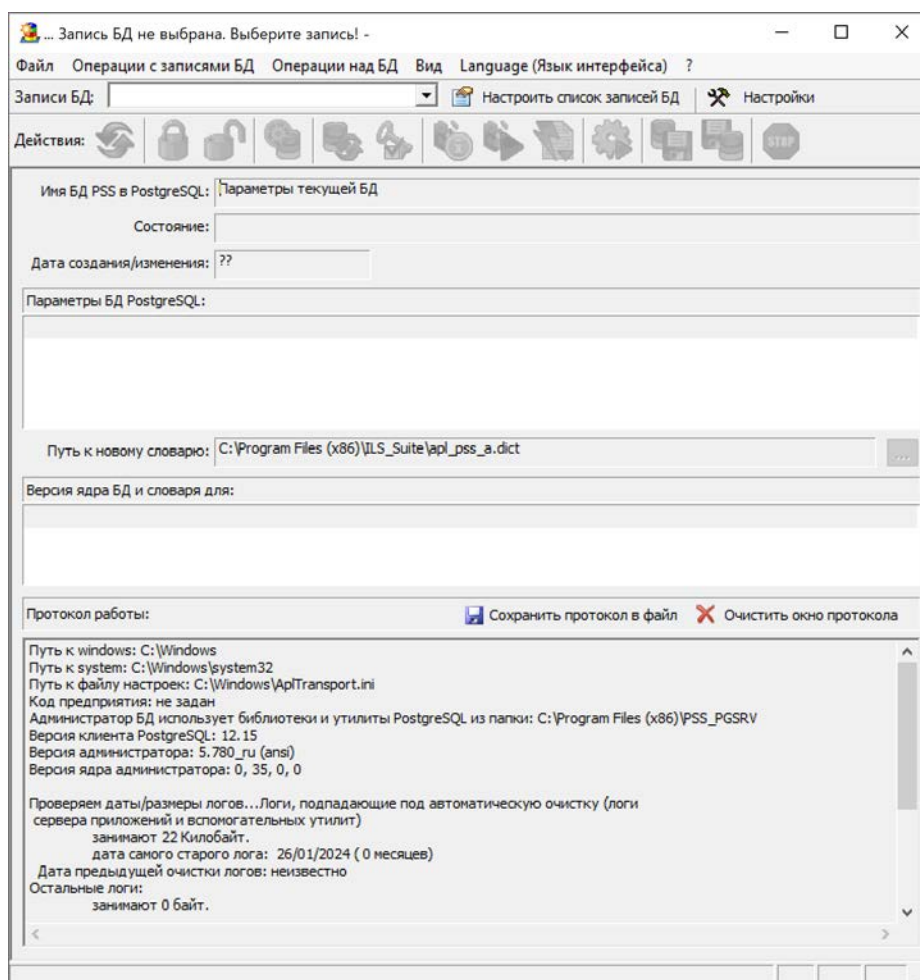 ... Запись БД не выбрана. Выберите запись! -
Файл Операции с записями БД Операции над БД Вид Language (Язык интерфейса) ?
Записи БД: Настроить список записей БД Настройки
Действия: STOP
Имя БД PSS в PostgreSQL: Параметры текущей БД
Состояние:
Дата создания/изменения: ??
Параметры БД PostgreSQL:
Путь к новому словарю: C:\Program Files (x86)\ILS_Suite\apl_pss_a.dict ...
Версия ядра БД и словаря для:
Протокол работы: Сохранить протокол в файл Очистить окно протокола
Путь к windows: C:\Windows
Путь к system: C:\Windows\system32
Путь к файлу настроек: C:\Windows\AplTransport.ini
Код предприятия: не задан
Администратор БД использует библиотеки и утилиты PostgreSQL из папки: C:\Program Files (x86)\PSS_PGSRV
Версия клиента PostgreSQL: 12.15
Версия администратора: 5.780_ru (ansi)
Версия ядра администратора: 0, 35, 0, 0
Проверяем даты/размеры логов...Логи, подпадающие под автоматическую очистку (логи
сервера приложений и вспомогательных утилит)
занимают 22 Килобайт.
дата самого старого лога: 26/01/2024 ( 0 месяцев)
Дата предыдущей очистки логов: неизвестно
Остальные логи:
занимают 0 байт.